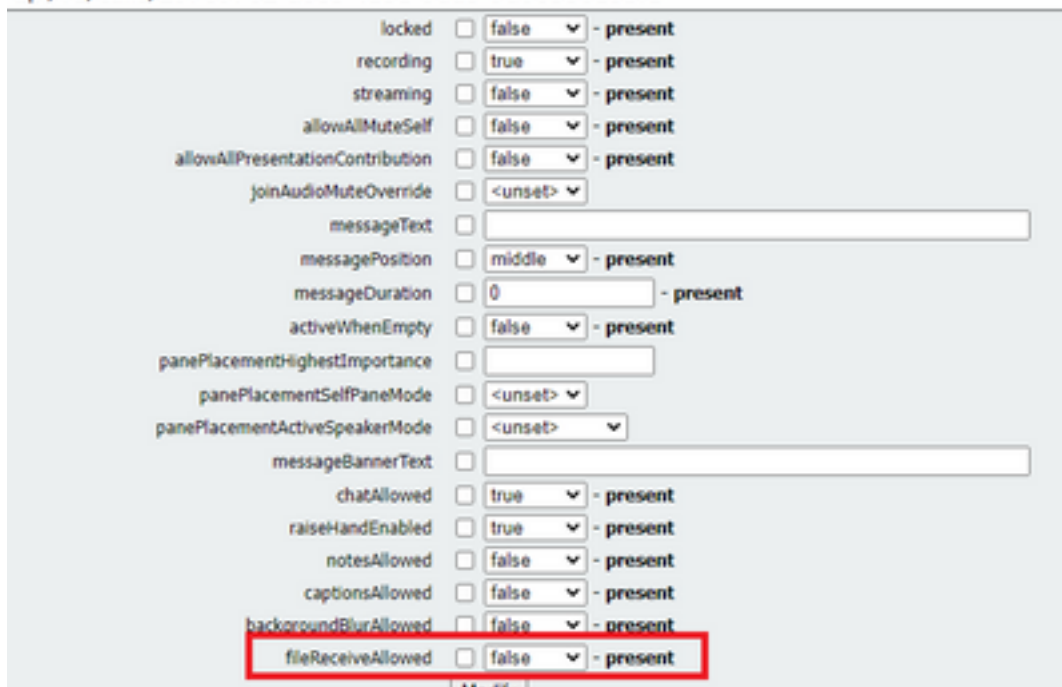 locked false - present
recording true - present
streaming false - present
allowAllMuteSelf false - present
allowAllPresentationContribution false - present
joinAudioMuteOverride <unset>
messageText
messagePosition middle - present
messageDuration 0 - present
activeWhenEmpty false - present
panePlacementHighestImportance
panePlacementSelfPaneMode <unset>
panePlacementActiveSpeakerMode <unset>
messageBannerText
chatAllowed true - present
raiseHandEnabled true - present
notesAllowed false - present
captionsAllowed false - present
backgroundBlurAllowed false - present
fileReceiveAllowed false - present